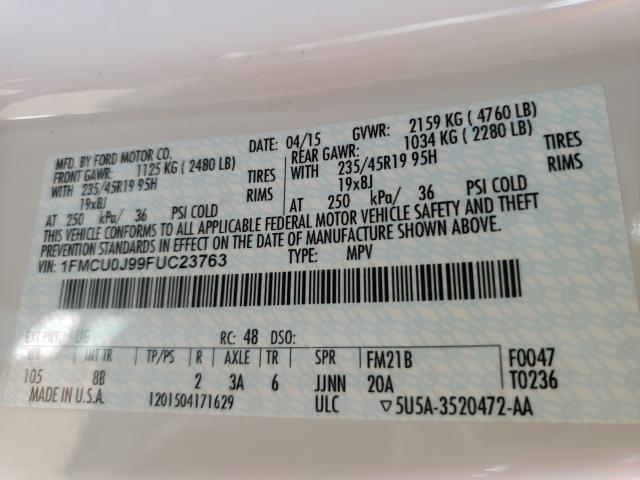 MFD. BY FORD MOTOR CO.
DATE: 04/15 GVWR: 2159 KG ( 4760 LB)
FRONT GAWR: 1125 KG ( 2480 LB) REAR GAWR: 1034 KG ( 2280 LB)
WITH 235/45R19 95H TIRES WITH 235/45R19 95H TIRES
19x8J RIMS 19x8J RIMS
AT 250 kPa/ 36 PSI COLD AT 250 kPa/ 36 PSI COLD
THIS VEHICLE CONFORMS TO ALL APPLICABLE FEDERAL MOTOR VEHICLE SAFETY AND THEFT
PREVENTION STANDARDS IN EFFECT ON THE DATE OF MANUFACTURE SHOWN ABOVE.
VIN: 1FMCU0J99FUC23763 TYPE: MPV
EXT PNT: UG RC: 48 DSO:
WB INT TR TP/PS R AXLE TR SPR FM21B F0047
105 8B 2 3A 6 JJNN 20A T0236
MADE IN U.S.A. 1201504171629 ULC ▽5U5A-3520472-AA